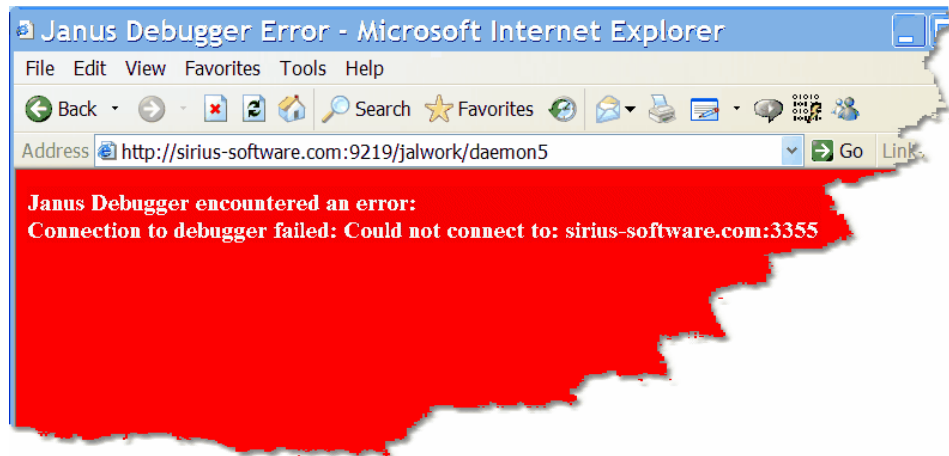 Janus Debugger Error - Microsoft Internet Explorer
File Edit View Favorites Tools Help
Back Search Favorites
Address http://sirius-software.com:9219/jalwork/daemon5 Go Links
Janus Debugger encountered an error:
Connection to debugger failed: Could not connect to: sirius-software.com:3355